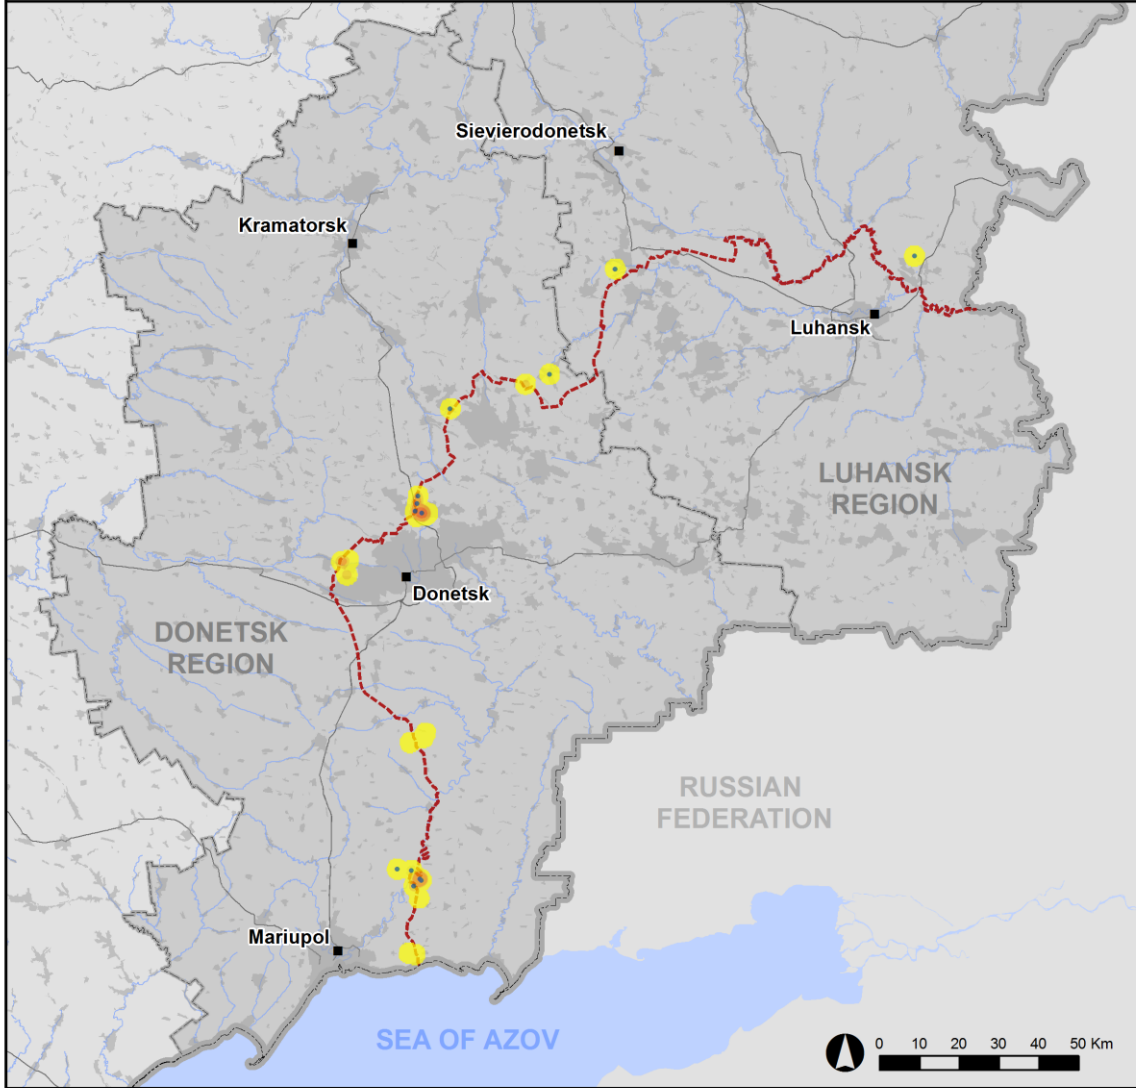 Sievierodonetsk
Kramatorsk
Luhansk
LUHANSK
REGION
Donetsk
DONETSK
REGION
RUSSIAN
FEDERATION
Mariupol
SEA OF AZOV
0 10 20 30 40 50 Km